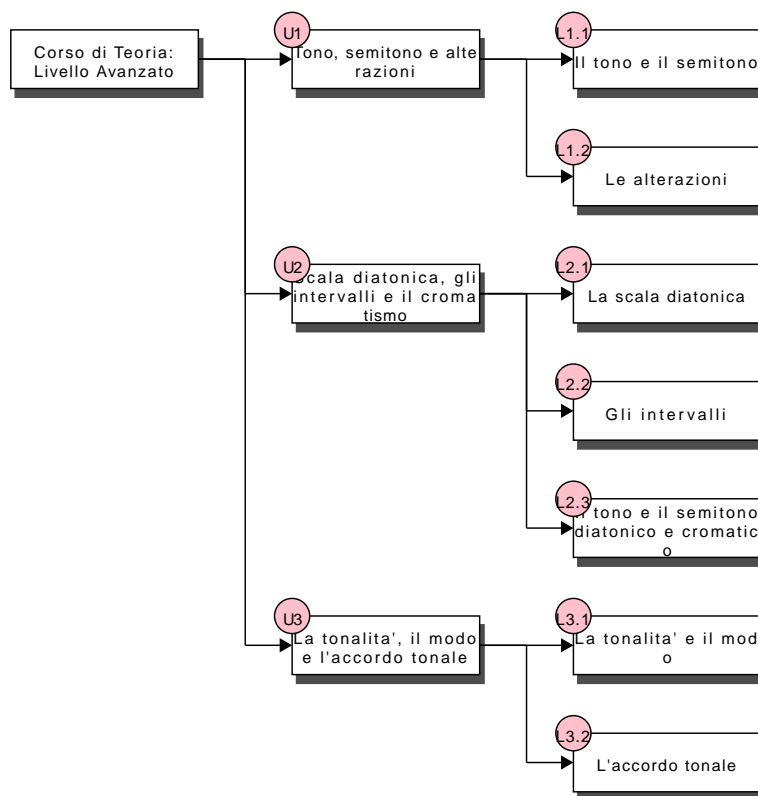 Corso di Teoria:
Livello Avanzato
U1
Tono, semitono e alte
razioni
L1.1
Il tono e il semitono
L1.2
Le alterazioni
U2
Scala diatonica, gli
intervalli e il croma
tismo
L2.1
La scala diatonica
L2.2
Gli intervalli
L2.3
Il tono e il semitono
diatonico e cromatic
o
U3
La tonalita', il modo
e l'accordo tonale
L3.1
La tonalita' e il mod
o
L3.2
L'accordo tonale